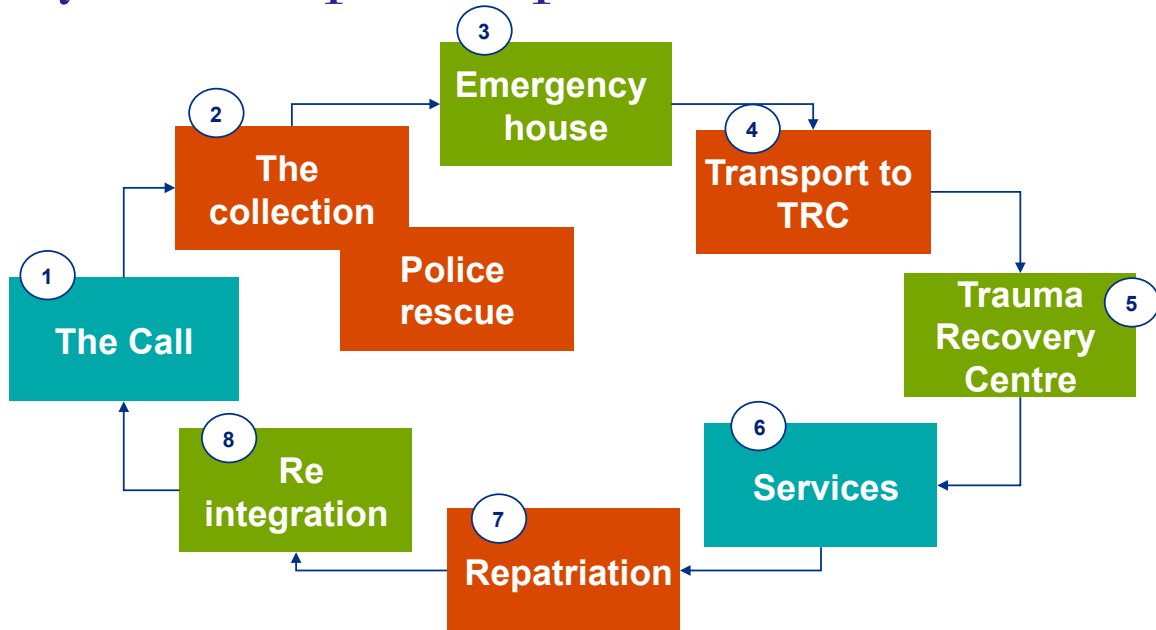 1
The Call
2
The
collection
Police
rescue
3
Emergency
house
4
Transport to
TRC
5
Trauma
Recovery
Centre
6
Services
7
Repatriation
8
Re
integration